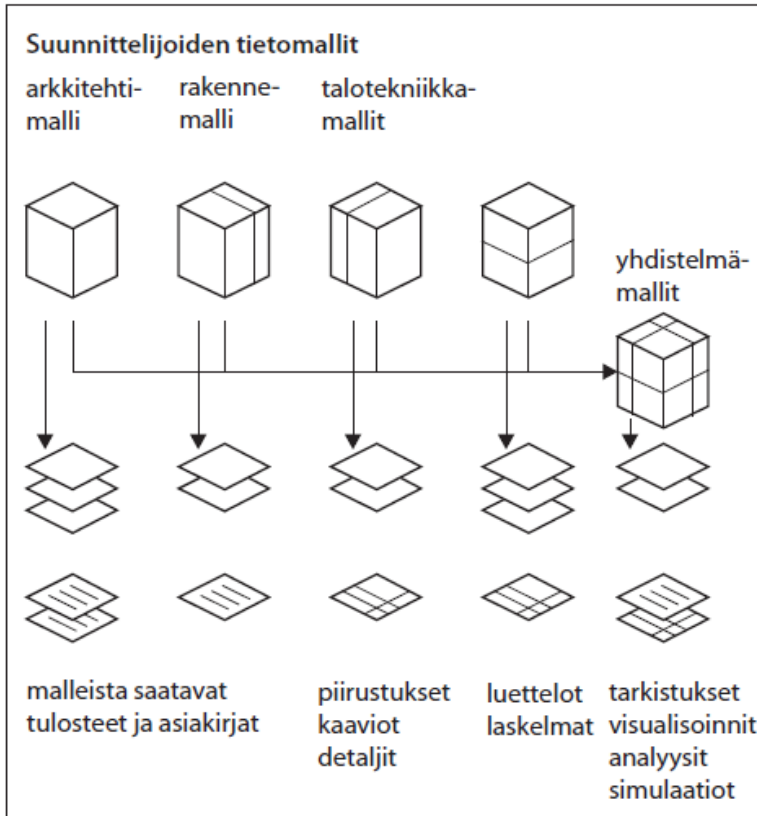 Suunnittelijoiden tietomallit
arkkitehti-
malli
rakenne-
malli
talotekniikka-
mallit
yhdistelmä-
mallit
malleista saatavat
tulosteet ja asiakirjat
piirustukset
kaaviot
detaljit
luettelot
laskelmat
tarkistukset
visualisoinnit
analyysit
simulaatiot